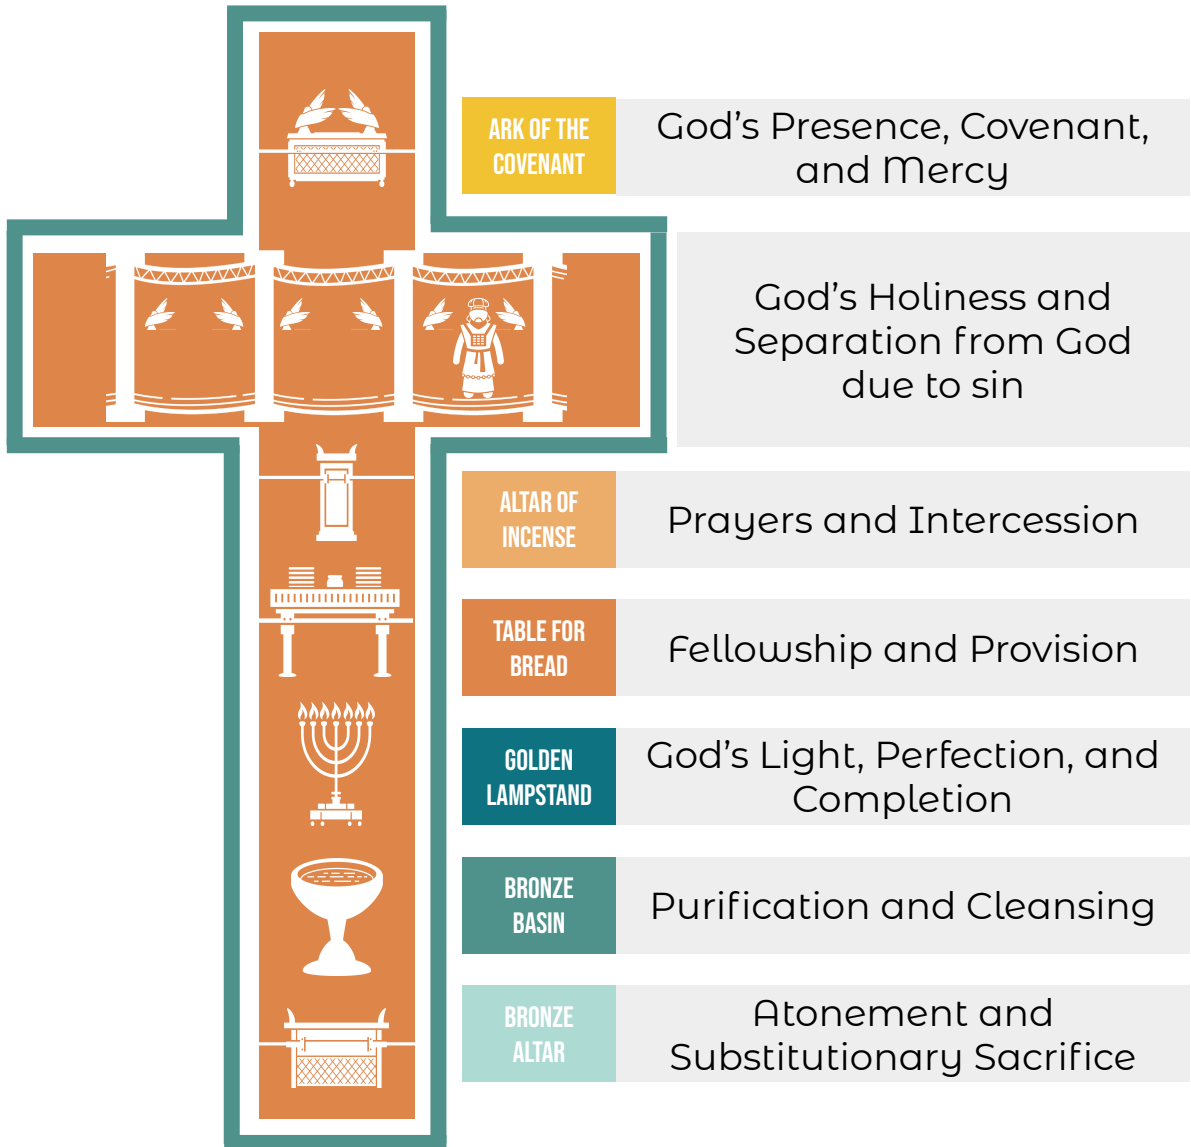 ARK OF THE
COVENANT
God's Presence, Covenant,
and Mercy
God's Holiness and
Separation from God
due to sin
ALTAR OF
INCENSE
Prayers and Intercession
TABLE FOR
BREAD
Fellowship and Provision
GOLDEN
LAMPSTAND
God's Light, Perfection, and
Completion
BRONZE
BASIN
Purification and Cleansing
BRONZE
ALTAR
Atonement and
Substitutionary Sacrifice